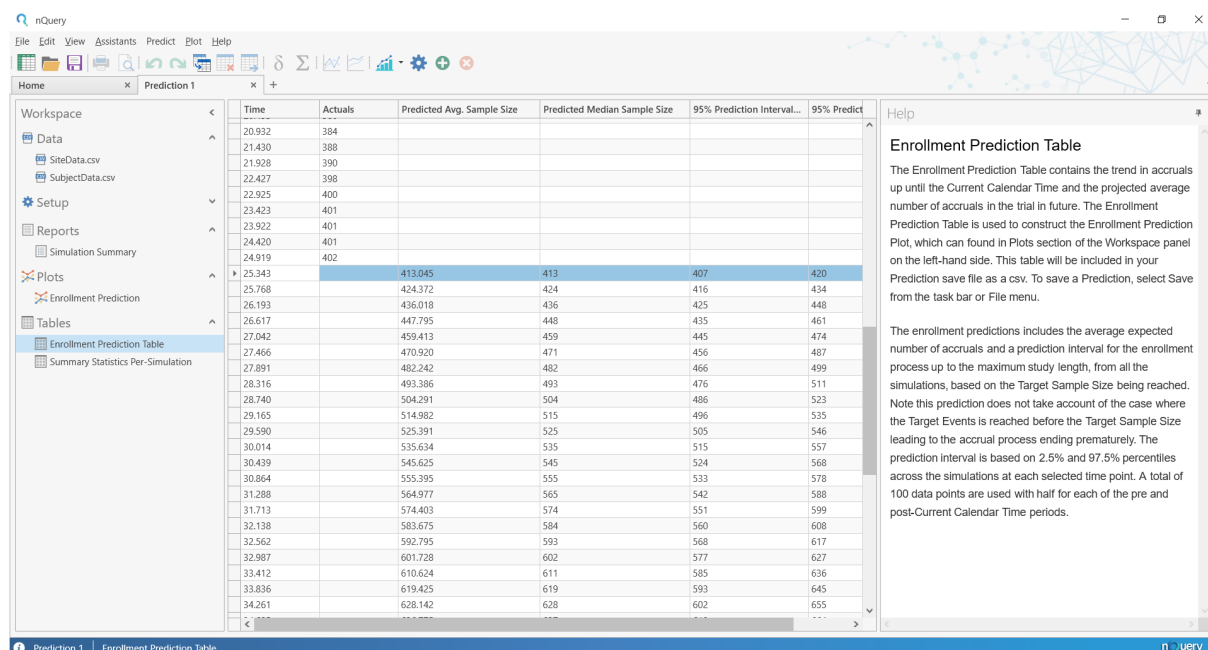 nQuery
File Edit View Assistants Predict Plot Help
Home × Prediction 1 × +
Workspace
Data
SiteData.csv
SubjectData.csv
Setup
Reports
Simulation Summary
Plots
Enrollment Prediction
Tables
Enrollment Prediction Table
Summary Statistics Per-Simulation
Time Actuals Predicted Avg. Sample Size Predicted Median Sample Size 95% Prediction Interval... 95% Predict
20.932 384
21.430 388
21.928 390
22.427 398
22.925 400
23.423 401
23.922 401
24.420 401
24.919 402
25.343 413.045 413 407 420
25.768 424.372 424 416 434
26.193 436.018 436 425 448
26.617 447.795 448 435 461
27.042 459.413 459 445 474
27.466 470.920 471 456 487
27.891 482.242 482 466 499
28.316 493.386 493 476 511
28.740 504.291 504 486 523
29.165 514.982 515 496 535
29.590 525.391 525 505 546
30.014 535.634 535 515 557
30.439 545.625 545 524 568
30.864 555.395 555 533 578
31.288 564.977 565 542 588
31.713 574.403 574 551 599
32.138 583.675 584 560 608
32.562 592.795 593 568 617
32.987 601.728 602 577 627
33.412 610.624 611 585 636
33.836 619.425 619 593 645
34.261 628.142 628 602 655
Help
Enrollment Prediction Table
The Enrollment Prediction Table contains the trend in accruals
up until the Current Calendar Time and the projected average
number of accruals in the trial in future. The Enrollment
Prediction Table is used to construct the Enrollment Prediction
Plot, which can found in Plots section of the Workspace panel
on the left-hand side. This table will be included in your
Prediction save file as a csv. To save a Prediction, select Save
from the task bar or File menu.
The enrollment predictions includes the average expected
number of accruals and a prediction interval for the enrollment
process up to the maximum study length, from all the
simulations, based on the Target Sample Size being reached.
Note this prediction does not take account of the case where
the Target Events is reached before the Target Sample Size
leading to the accrual process ending prematurely. The
prediction interval is based on 2.5% and 97.5% percentiles
across the simulations at each selected time point. A total of
100 data points are used with half for each of the pre and
post-Current Calendar Time periods.
Prediction 1 | Enrollment Prediction Table
nQuery